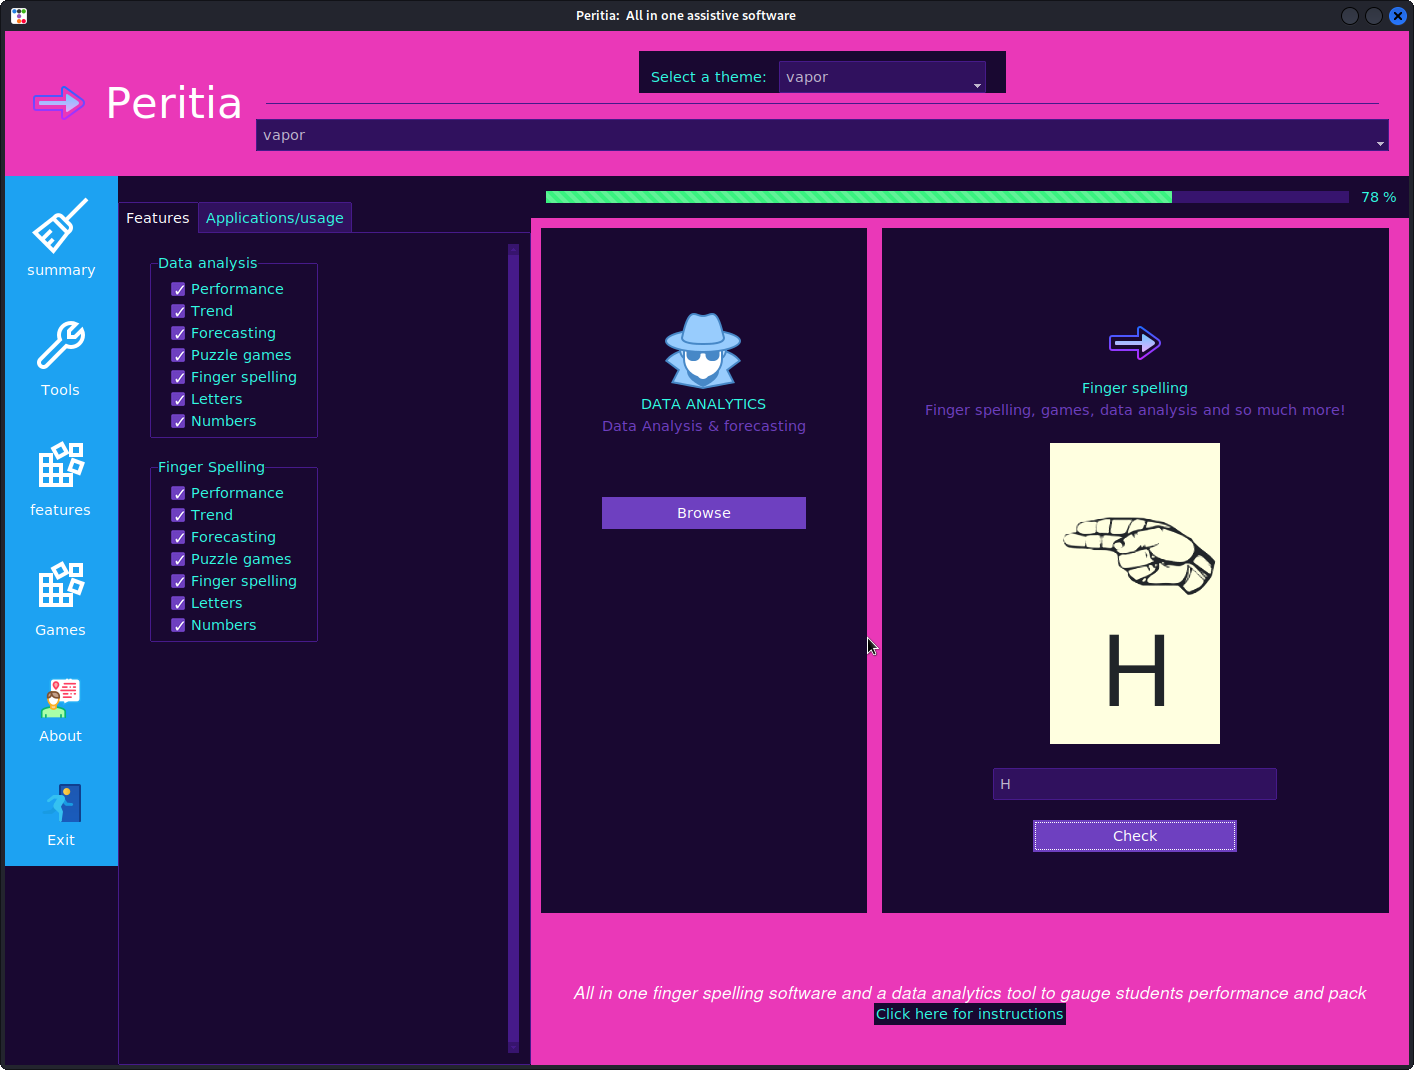 Peritia: All in one assistive software
Select a theme: vapor
Peritia
vapor
summary
Tools
features
Games
About
Exit
Features
Applications/usage
78 %
Data analysis
Performance
Trend
Forecasting
Puzzle games
Finger spelling
Letters
Numbers
Finger Spelling
Performance
Trend
Forecasting
Puzzle games
Finger spelling
Letters
Numbers
DATA ANALYTICS
Data Analysis & forecasting
Browse
Finger spelling
Finger spelling, games, data analysis and so much more!
H
H
Check
All in one finger spelling software and a data analytics tool to gauge students performance and pack
Click here for instructions